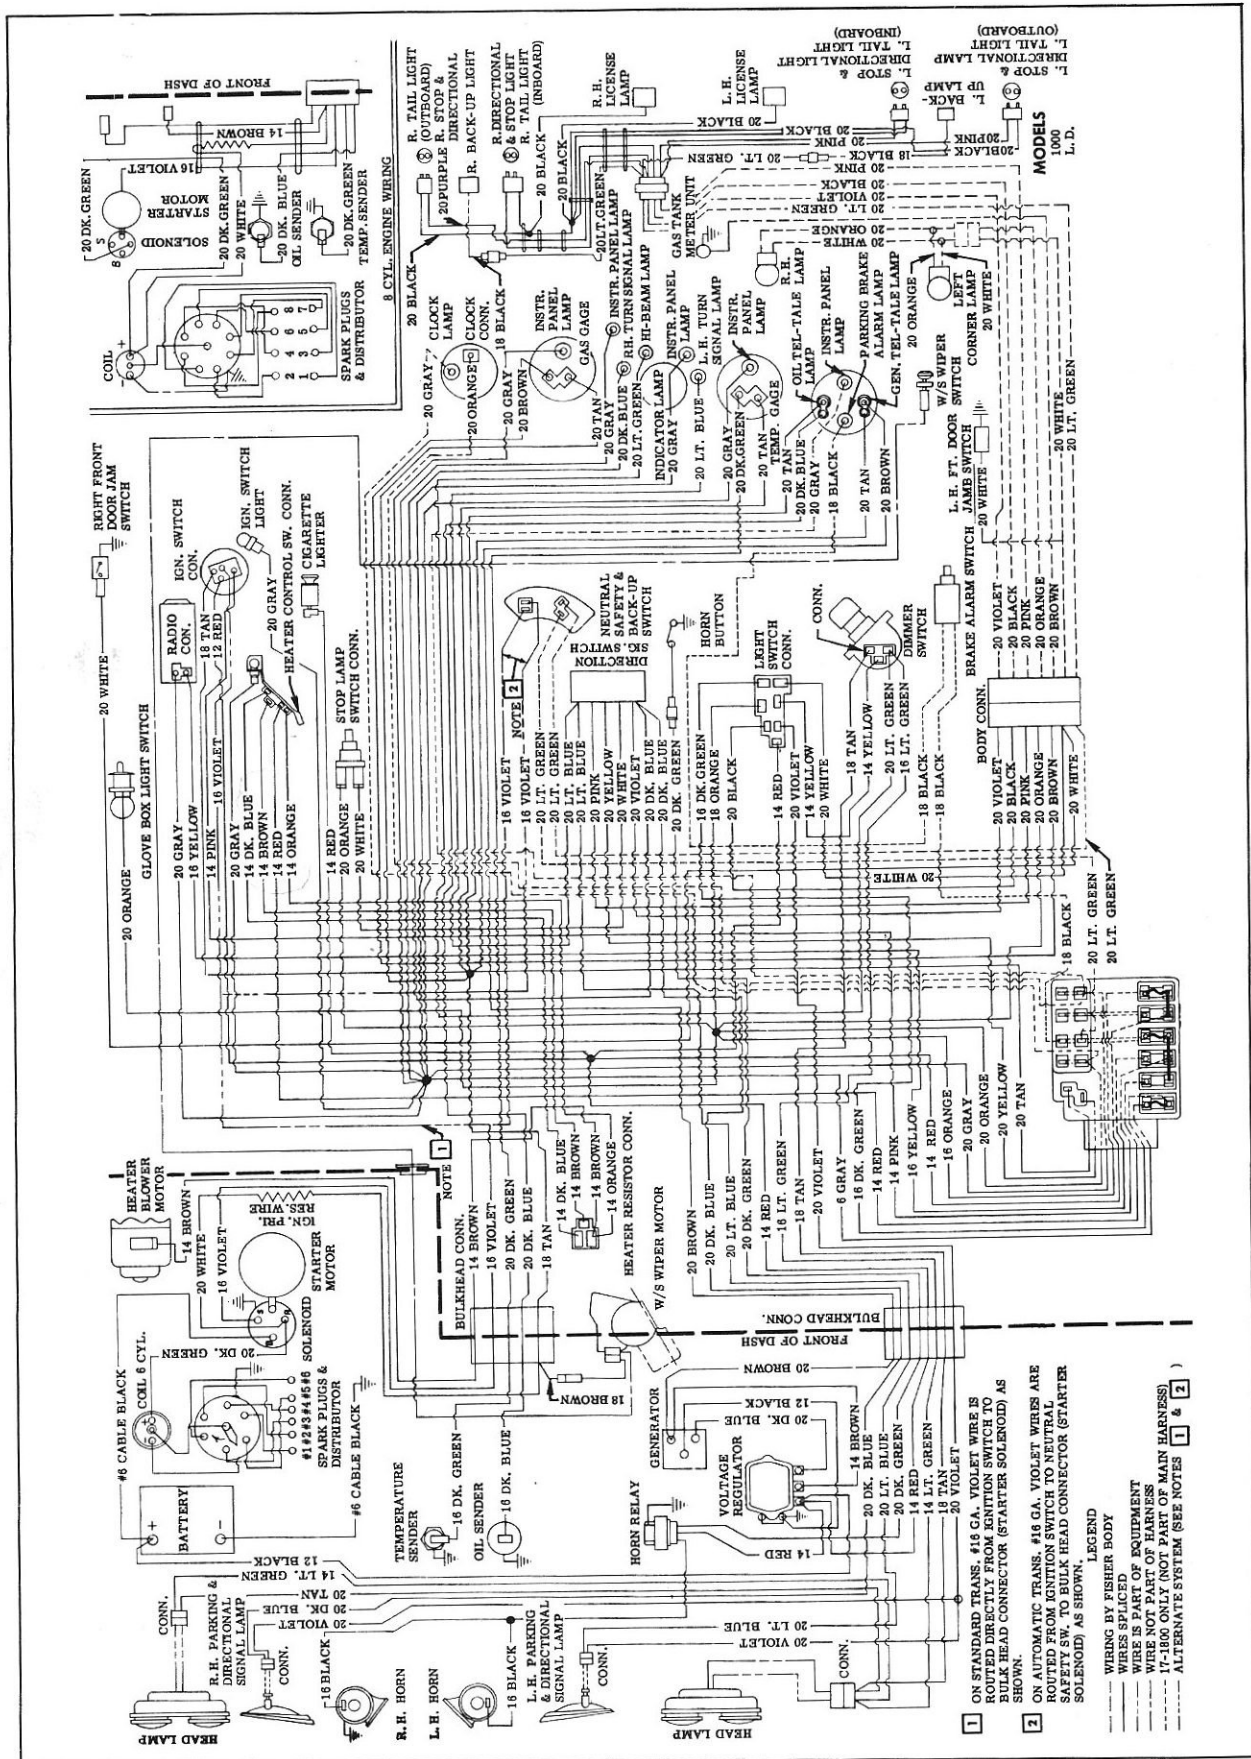 FRONT OF DASH
14 BROWN
16 VIOLET
20 DK. GREEN
STARTER
MOTOR
SOLENOID
S
B
20 DK. GREEN
20 WHITE
20 DK. BLUE
OIL SENDER
20 DK. GREEN
TEMP. SENDER
8 CYL. ENGINE WIRING
COIL
SPARK PLUGS
& DISTRIBUTOR
R. TAIL LIGHT
(OUTBOARD)
R. STOP &
DIRECTIONAL
20 PURPLE
R. BACK-UP LIGHT
R. DIRECTIONAL
& STOP LIGHT
R. TAIL LIGHT
(INBOARD)
20 BLACK
20 BLACK
R. H.
LICENSE
LAMP
L. H.
LICENSE
LAMP
L. STOP &
DIRECTIONAL LIGHT
L. TAIL LIGHT
(INBOARD)
L. BACK-
UP LAMP
L. STOP &
DIRECTIONAL LAMP
L. TAIL LIGHT
(OUTBOARD)
20 BLACK
20 BLACK
20 PINK
20 LT. GREEN
18 BLACK
20 PINK
20 BLACK
MODELS
1000
L. D.
20 PINK
20 BLACK
20 VIOLET
20 LT. GREEN
20 ORANGE
20 WHITE
GAS TANK
METER UNIT
20 LT.GREEN
20 BLACK
CLOCK
LAMP
CLOCK
CONN.
18 BLACK
INSTR.
PANEL
LAMP
GAS GAGE
INSTR. PANEL LAMP
RH. TURN SIGNAL LAMP
HI-BEAM LAMP
INSTR. PANEL
LAMP
L. H. TURN
SIGNAL LAMP
INSTR.
PANEL
LAMP
R. H.
OIL TEL-TALE LAMP
INSTR. PANEL
LAMP
PARKING BRAKE
ALARM LAMP
GEN. TEL-TALE LAMP
20 ORANGE
LEFT
CORNER LAMP
20 WHITE
W/S WIPER
SWITCH
20 GRAY
20 ORANGE
20 GRAY
20 BROWN
20 TAN
20 GRAY
20 DK. BLUE
20 LT. GREEN
INDICATOR LAMP
20 GRAY
20 LT. BLUE
20 GRAY
20 DK.GREEN
20 TAN
TEMP. GAGE
20 TAN
20 DK.BLUE
20 GRAY
18 BLACK
20 TAN
20 BROWN
L. H. FT. DOOR
JAMB SWITCH
20 WHITE
20 WHITE
20 LT. GREEN
RIGHT FRONT
DOOR JAM
SWITCH
20 WHITE
IGN. SWITCH
CON.
IGN. SWITCH
LIGHT
20 GRAY
HEATER CONTROL SW. CONN.
CIGARETTE
LIGHTER
RADIO
CON.
18 TAN
12 RED
STOP LAMP
SWITCH CONN.
NOTE 2
NEUTRAL
SAFETY &
BACK-UP
SWITCH
DIRECTION
SIG. SWITCH
HORN
BUTTON
LIGHT
SWITCH
CONN.
CONN.
DIMMER
SWITCH
BRAKE ALARM SWITCH
20 VIOLET
20 BLACK
20 PINK
20 ORANGE
20 BROWN
BODY CONN.
GLOVE BOX LIGHT SWITCH
20 ORANGE
20 GRAY
16 YELLOW
14 PINK
16 VIOLET
20 GRAY
14 DK. BLUE
14 BROWN
14 RED
14 ORANGE
14 RED
20 ORANGE
20 WHITE
16 VIOLET
16 VIOLET
20 LT. GREEN
20 LT. GREEN
20 LT. BLUE
20 LT. BLUE
20 PINK
20 YELLOW
20 WHITE
20 VIOLET
20 DK. BLUE
20 DK. BLUE
20 DK. GREEN
16 DK.GREEN
18 ORANGE
20 BLACK
14 RED
20 VIOLET
14 YELLOW
20 WHITE
18 TAN
14 YELLOW
20 LT. GREEN
16 LT. GREEN
18 BLACK
18 BLACK
20 VIOLET
20 BLACK
20 PINK
20 ORANGE
20 BROWN
20 WHITE
20 WHITE
18 BLACK
20 LT. GREEN
20 LT. GREEN
HEATER
BLOWER
MOTOR
14 BROWN
20 WHITE
16 VIOLET
IGN. PRI.
RES.WIRE
STARTER
MOTOR
SOLENOID
20 DK. GREEN
NOTE 1
BULKHEAD CONN.
14 BROWN
16 VIOLET
20 DK. GREEN
20 DK. BLUE
18 TAN
14 DK. BLUE
14 BROWN
14 BROWN
14 ORANGE
HEATER RESISTOR CONN.
W/S WIPER MOTOR
20 BROWN
20 DK. BLUE
20 LT. BLUE
20 DK. GREEN
14 RED
16 LT. GREEN
18 TAN
20 VIOLET
6 GRAY
16 DK. GREEN
14 RED
14 PINK
16 YELLOW
14 RED
16 ORANGE
20 GRAY
20 ORANGE
20 YELLOW
20 TAN
BULKHEAD CONN.
FRONT OF DASH
#6 CABLE BLACK
COIL 6 CYL.
#1#2#3#4#5#6
SPARK PLUGS &
DISTRIBUTOR
#6 CABLE BLACK
BATTERY
+
-
18 BROWN
TEMPERATURE
SENDER
16 DK. GREEN
OIL SENDER
16 DK. BLUE
GENERATOR
20 BROWN
12 BLACK
20 DK. BLUE
VOLTAGE
REGULATOR
HORN RELAY
14 RED
14 BROWN
20 DK. BLUE
20 LT. BLUE
20 DK. GREEN
14 RED
14 LT. GREEN
18 TAN
20 VIOLET
12 BLACK
14 LT. GREEN
20 TAN
20 DK. BLUE
20 VIOLET
CONN.
R.H. PARKING &
DIRECTIONAL
SIGNAL LAMP
CONN.
16 BLACK
HEAD LAMP
R. H. HORN
L. H. HORN
16 BLACK
L. H. PARKING
& DIRECTIONAL
SIGNAL LAMP
CONN.
20 LT. BLUE
20 VIOLET
CONN.
HEAD LAMP
1 ON STANDARD TRANS. #16 GA. VIOLET WIRE IS
ROUTED DIRECTLY FROM IGNITION SWITCH TO
BULK HEAD CONNECTOR (STARTER SOLENOID) AS
SHOWN.
2 ON AUTOMATIC TRANS. #16 GA. VIOLET WIRES ARE
ROUTED FROM IGNITION SWITCH TO NEUTRAL
SAFETY SW. TO BULK HEAD CONNECTOR (STARTER
SOLENOID) AS SHOWN.
LEGEND
WIRING BY FISHER BODY
WIRES SPLICED
WIRE IS PART OF EQUIPMENT
WIRE NOT PART OF HARNESS
17-1800 ONLY (NOT PART OF MAIN HARNESS)
ALTERNATE SYSTEM (SEE NOTES 1 & 2 )